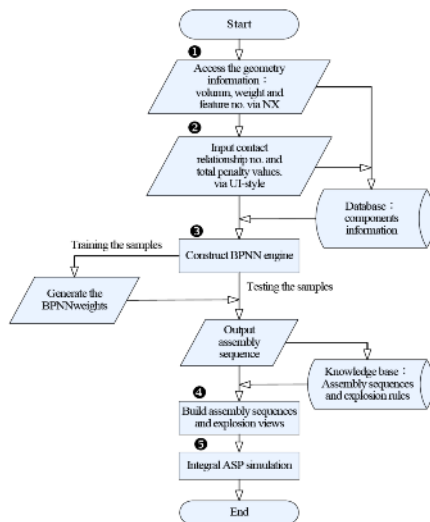 Start
❶
Access the geometry
information：
volumn, weight and
feature no. via NX
❷
Input contact
relationship no. and
total penalty values.
via UI-style
Database：
components
information
❸
Training the samples
Construct BPNN engine
Generate the
BPNNweights
Testing the samples
Output
assembly
sequence
Knowledge base：
Assembly sequences
and explosion rules
❹
Build assembly sequences
and explosion views
❺
Integral ASP simulation
End